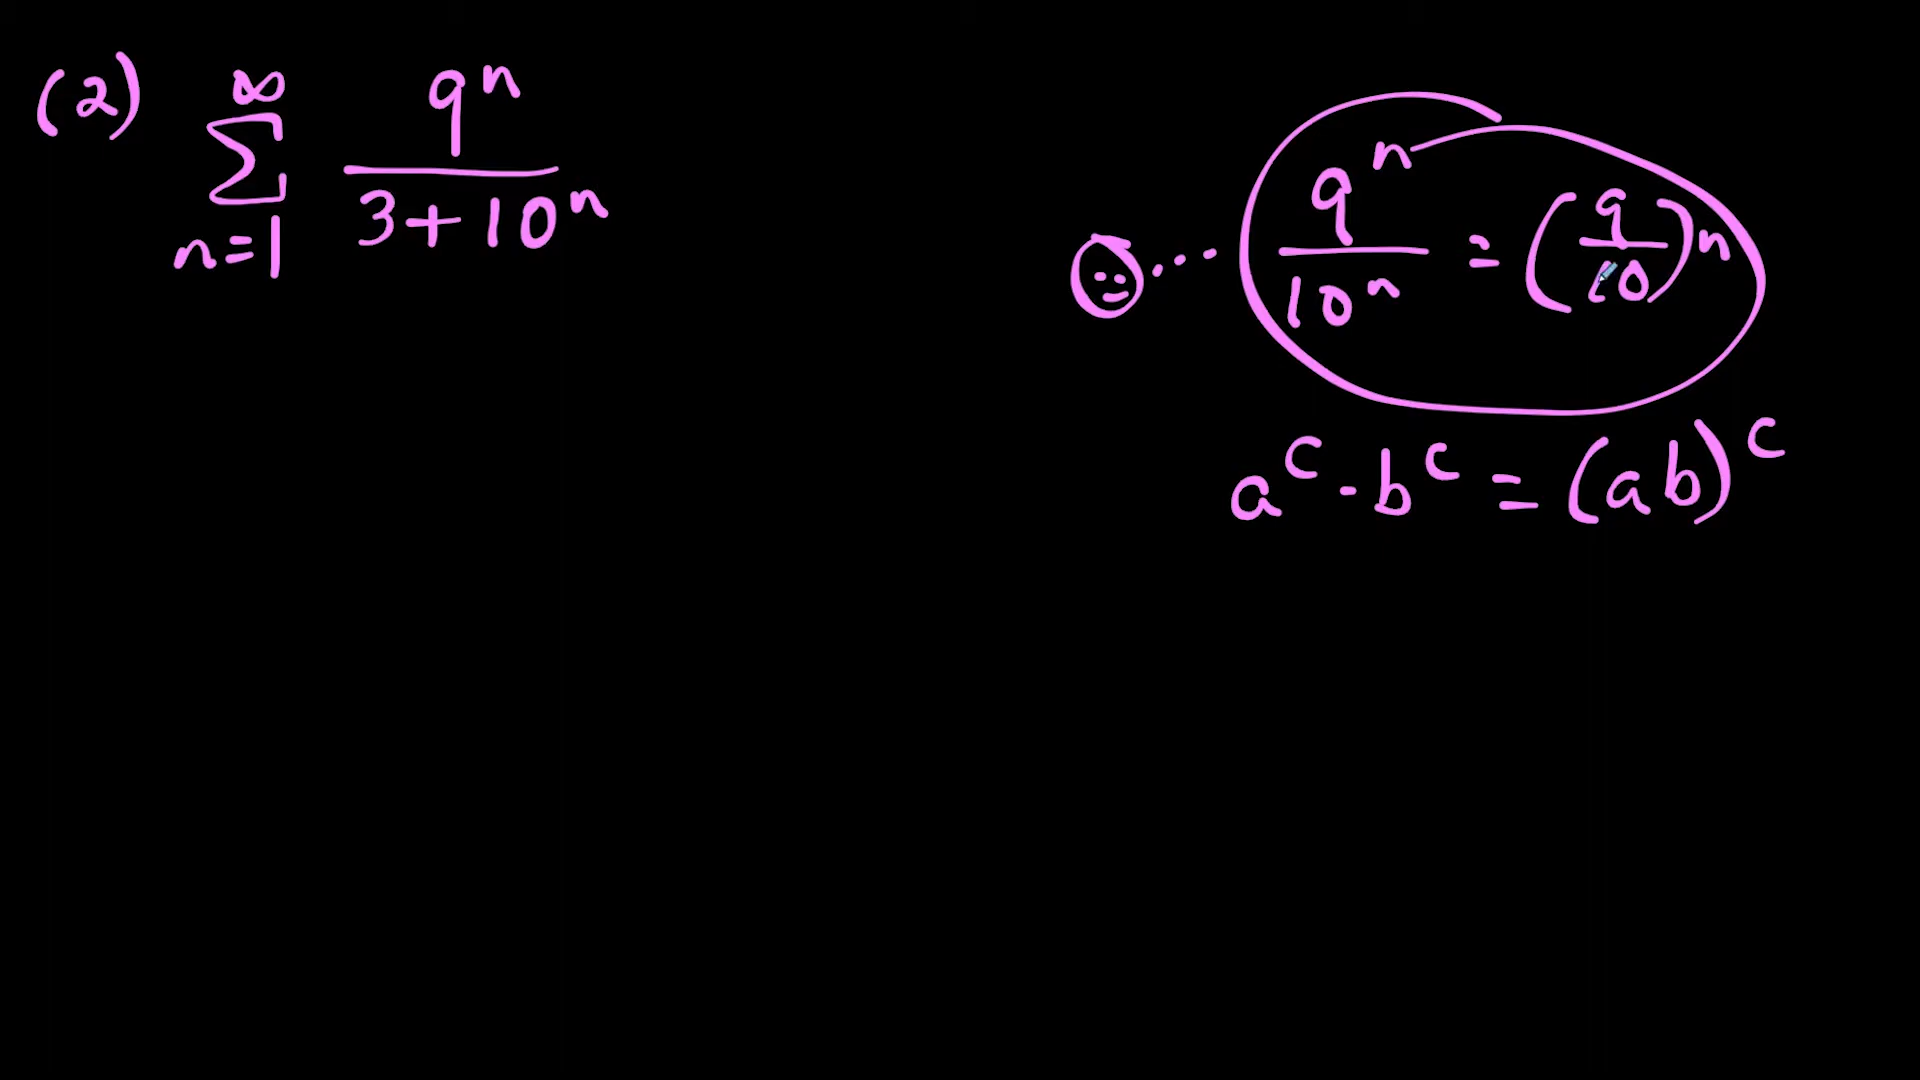 (2) ∞∑n=1 9^n / (3 + 10^n)
9^n / 10^n = (9/10)^n
a^c · b^c = (ab)^c